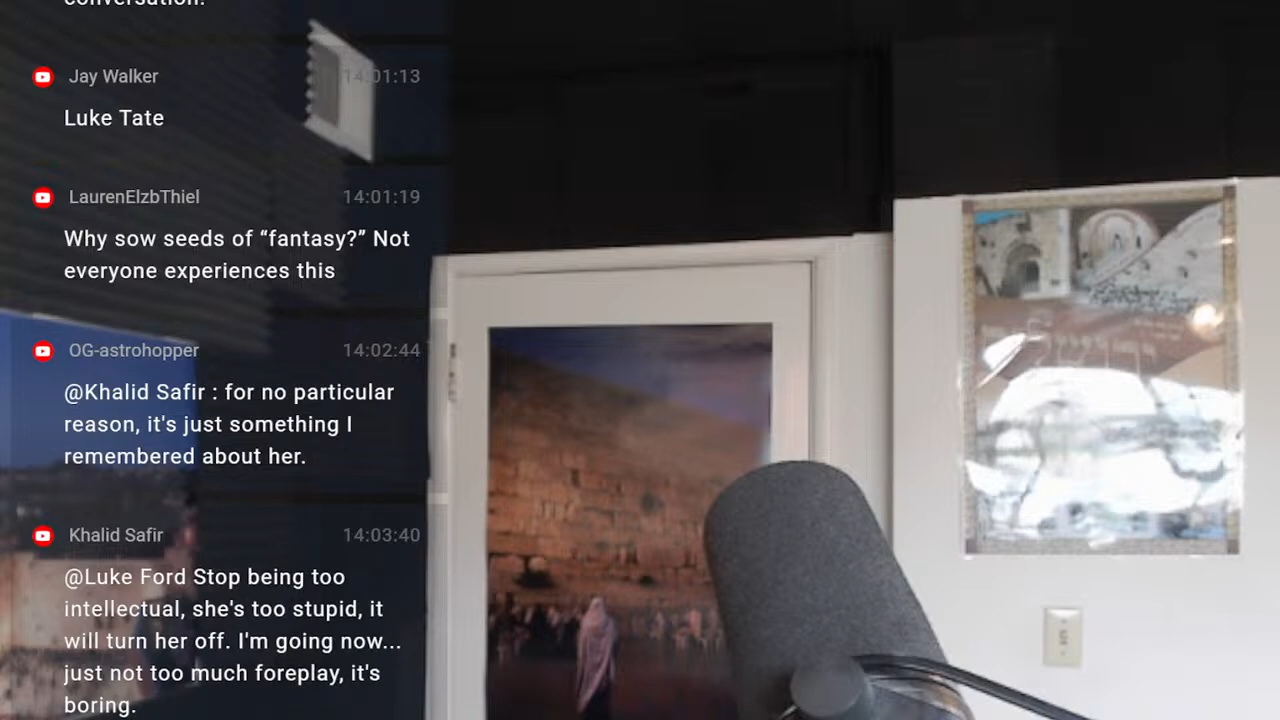 conversation!
Jay Walker 14:01:13
Luke Tate
LaurenElzbThiel 14:01:19
Why sow seeds of “fantasy?” Not
everyone experiences this
OG-astrohopper 14:02:44
@Khalid Safir : for no particular
reason, it's just something I
remembered about her.
Khalid Safir 14:03:40
@Luke Ford Stop being too
intellectual, she's too stupid, it
will turn her off. I'm going now...
just not too much foreplay, it's
boring.